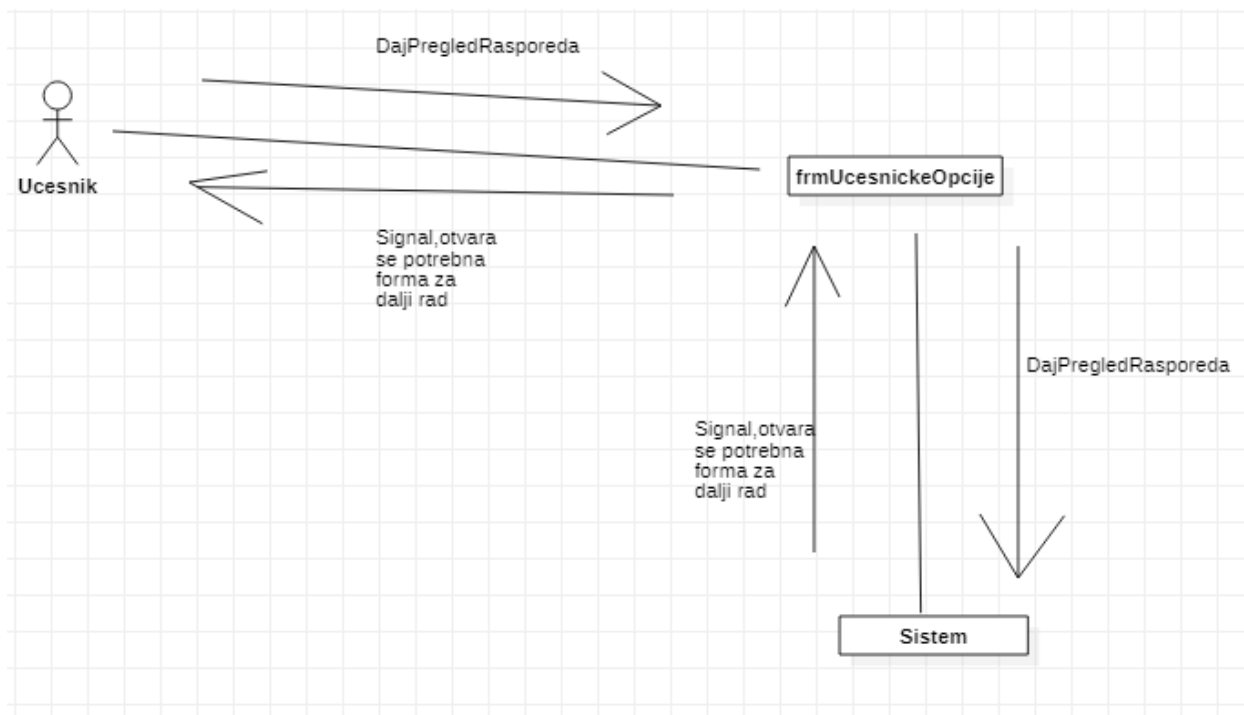 DajPregledRasporeda
Ucesnik
frmUcesnickeOpcije
Signal,otvara
se potrebna
forma za
dalji rad
DajPregledRasporeda
Signal,otvara
se potrebna
forma za
dalji rad
Sistem